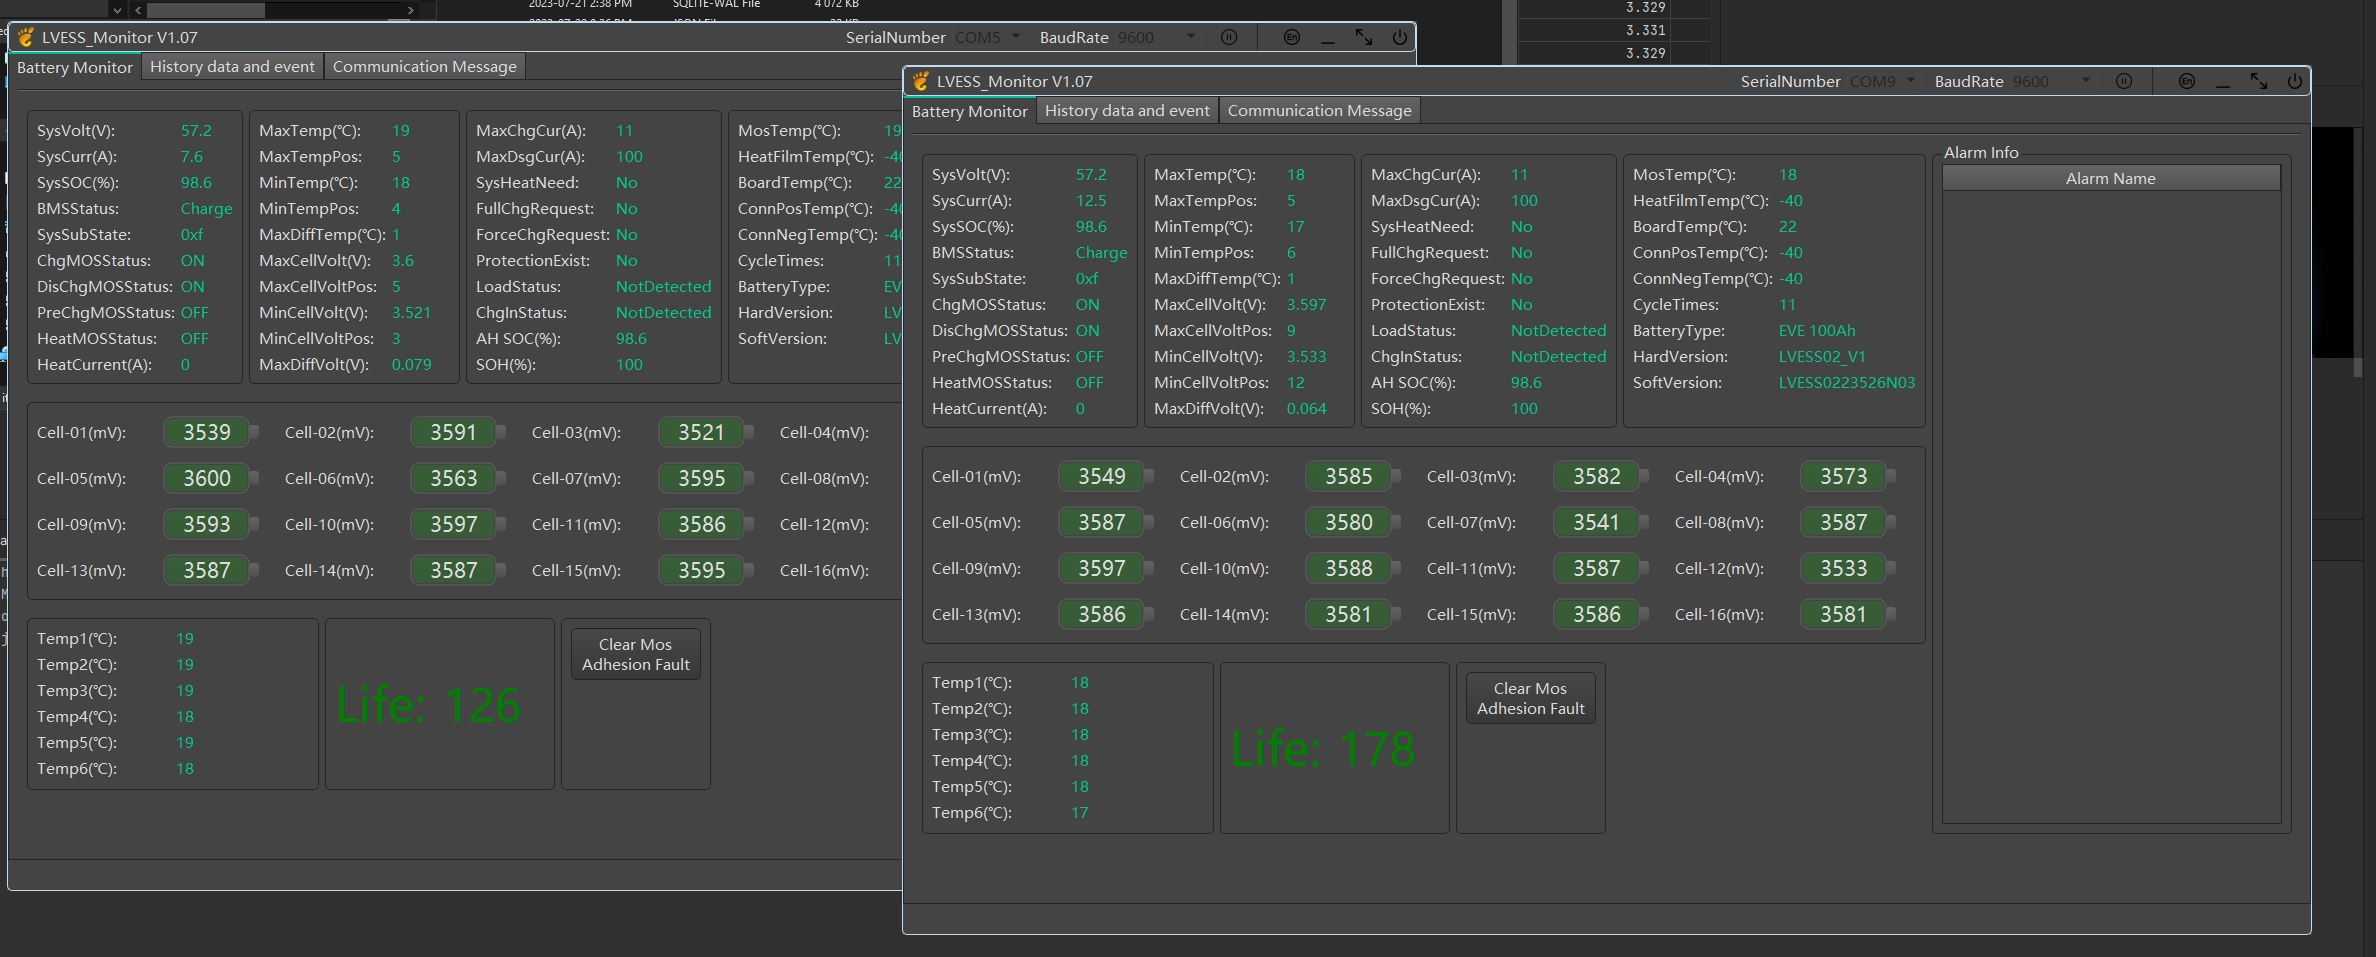 2023-07-21 2:38 PM SQLITE-WAL File 4 072 KB
3.329
3.331
3.329
LVESS_Monitor V1.07 SerialNumber COM5 BaudRate 9600 En
Battery Monitor History data and event Communication Message
SysVolt(V): 57.2 MaxTemp(℃): 19 MaxChgCur(A): 11 MosTemp(℃): 19
SysCurr(A): 7.6 MaxTempPos: 5 MaxDsgCur(A): 100 HeatFilmTemp(℃): -40
SysSOC(%): 98.6 MinTemp(℃): 18 SysHeatNeed: No BoardTemp(℃): 22
BMSStatus: Charge MinTempPos: 4 FullChgRequest: No ConnPosTemp(℃): -40
SysSubState: 0xf MaxDiffTemp(℃): 1 ForceChgRequest: No ConnNegTemp(℃): -40
ChgMOSStatus: ON MaxCellVolt(V): 3.6 ProtectionExist: No CycleTimes: 11
DisChgMOSStatus: ON MaxCellVoltPos: 5 LoadStatus: NotDetected BatteryType: EV
PreChgMOSStatus: OFF MinCellVolt(V): 3.521 ChgInStatus: NotDetected HardVersion: LV
HeatMOSStatus: OFF MinCellVoltPos: 3 AH SOC(%): 98.6 SoftVersion: LV
HeatCurrent(A): 0 MaxDiffVolt(V): 0.079 SOH(%): 100
Cell-01(mV): 3539 Cell-02(mV): 3591 Cell-03(mV): 3521 Cell-04(mV):
Cell-05(mV): 3600 Cell-06(mV): 3563 Cell-07(mV): 3595 Cell-08(mV):
Cell-09(mV): 3593 Cell-10(mV): 3597 Cell-11(mV): 3586 Cell-12(mV):
Cell-13(mV): 3587 Cell-14(mV): 3587 Cell-15(mV): 3595 Cell-16(mV):
Temp1(℃): 19
Temp2(℃): 19
Temp3(℃): 19
Temp4(℃): 18
Temp5(℃): 19
Temp6(℃): 18
Life: 126
Clear Mos
Adhesion Fault
LVESS_Monitor V1.07 SerialNumber COM9 BaudRate 9600 En
Battery Monitor History data and event Communication Message
SysVolt(V): 57.2 MaxTemp(℃): 18 MaxChgCur(A): 11 MosTemp(℃): 18
SysCurr(A): 12.5 MaxTempPos: 5 MaxDsgCur(A): 100 HeatFilmTemp(℃): -40
SysSOC(%): 98.6 MinTemp(℃): 17 SysHeatNeed: No BoardTemp(℃): 22
BMSStatus: Charge MinTempPos: 6 FullChgRequest: No ConnPosTemp(℃): -40
SysSubState: 0xf MaxDiffTemp(℃): 1 ForceChgRequest: No ConnNegTemp(℃): -40
ChgMOSStatus: ON MaxCellVolt(V): 3.597 ProtectionExist: No CycleTimes: 11
DisChgMOSStatus: ON MaxCellVoltPos: 9 LoadStatus: NotDetected BatteryType: EVE 100Ah
PreChgMOSStatus: OFF MinCellVolt(V): 3.533 ChgInStatus: NotDetected HardVersion: LVESS02_V1
HeatMOSStatus: OFF MinCellVoltPos: 12 AH SOC(%): 98.6 SoftVersion: LVESS0223526N03
HeatCurrent(A): 0 MaxDiffVolt(V): 0.064 SOH(%): 100
Alarm Info
Alarm Name
Cell-01(mV): 3549 Cell-02(mV): 3585 Cell-03(mV): 3582 Cell-04(mV): 3573
Cell-05(mV): 3587 Cell-06(mV): 3580 Cell-07(mV): 3541 Cell-08(mV): 3587
Cell-09(mV): 3597 Cell-10(mV): 3588 Cell-11(mV): 3587 Cell-12(mV): 3533
Cell-13(mV): 3586 Cell-14(mV): 3581 Cell-15(mV): 3586 Cell-16(mV): 3581
Temp1(℃): 18
Temp2(℃): 18
Temp3(℃): 18
Temp4(℃): 18
Temp5(℃): 18
Temp6(℃): 17
Life: 178
Clear Mos
Adhesion Fault